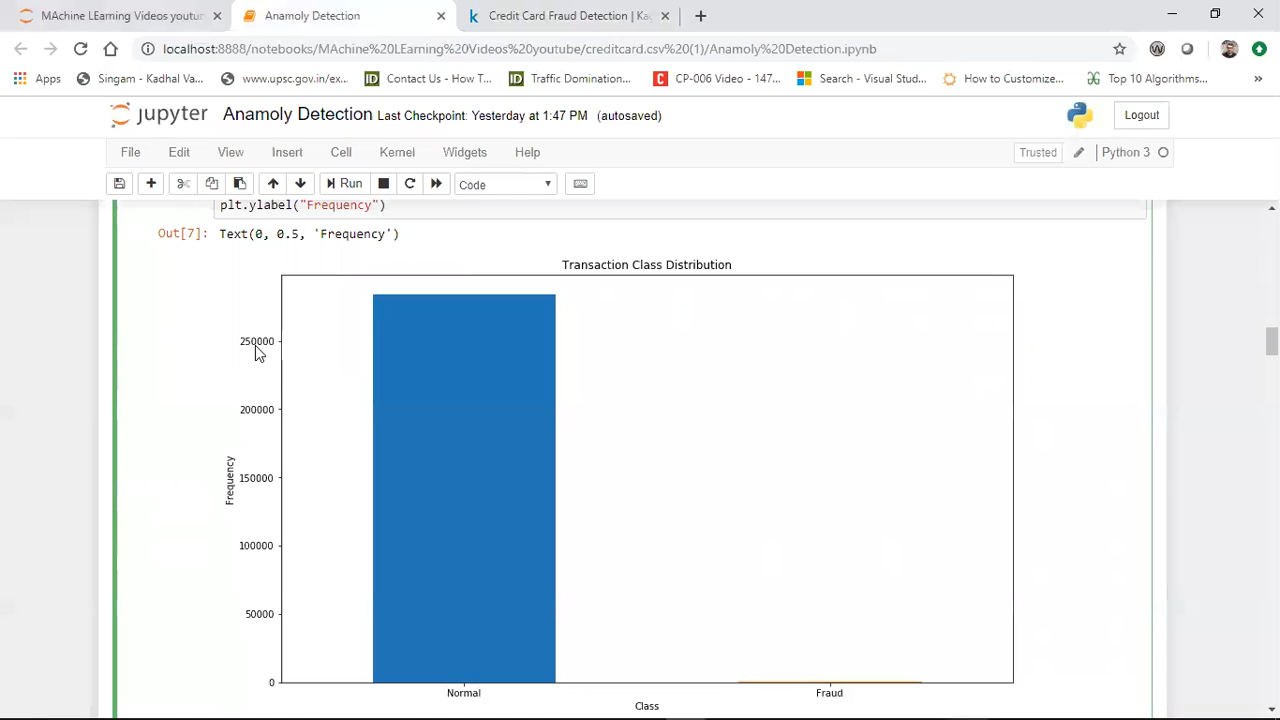 MAchine LEarning Videos youtu
Anamoly Detection
Credit Card Fraud Detection | Ka
localhost:8888/notebooks/MAchine%20LEarning%20Videos%20youtube/creditcard.csv%20(1)/Anamoly%20Detection.ipynb
Apps
Singam - Kadhal Va...
www.upsc.gov.in/ex...
ID
Contact Us - How T...
ID
Traffic Domination...
C
CP-006 Video - 147...
Search - Visual Stud...
How to Customize...
Top 10 Algorithms...
»
jupyter
Anamoly Detection Last Checkpoint: Yesterday at 1:47 PM (autosaved)
Logout
File
Edit
View
Insert
Cell
Kernel
Widgets
Help
Trusted
Python 3
Run
Code
plt.ylabel("Frequency")
Out[7]: Text(0, 0.5, 'Frequency')
Transaction Class Distribution
250000
200000
150000
100000
50000
0
Frequency
Normal
Fraud
Class